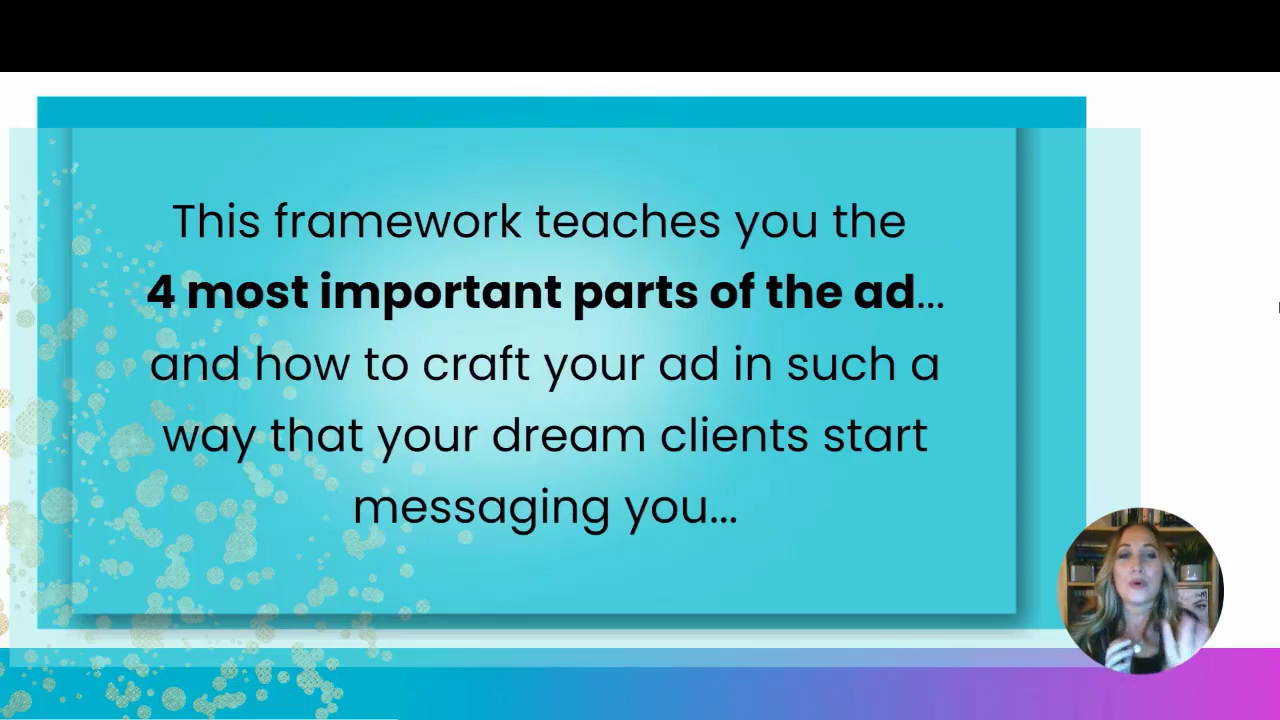 This framework teaches you the
4 most important parts of the ad...
and how to craft your ad in such a
way that your dream clients start
messaging you...